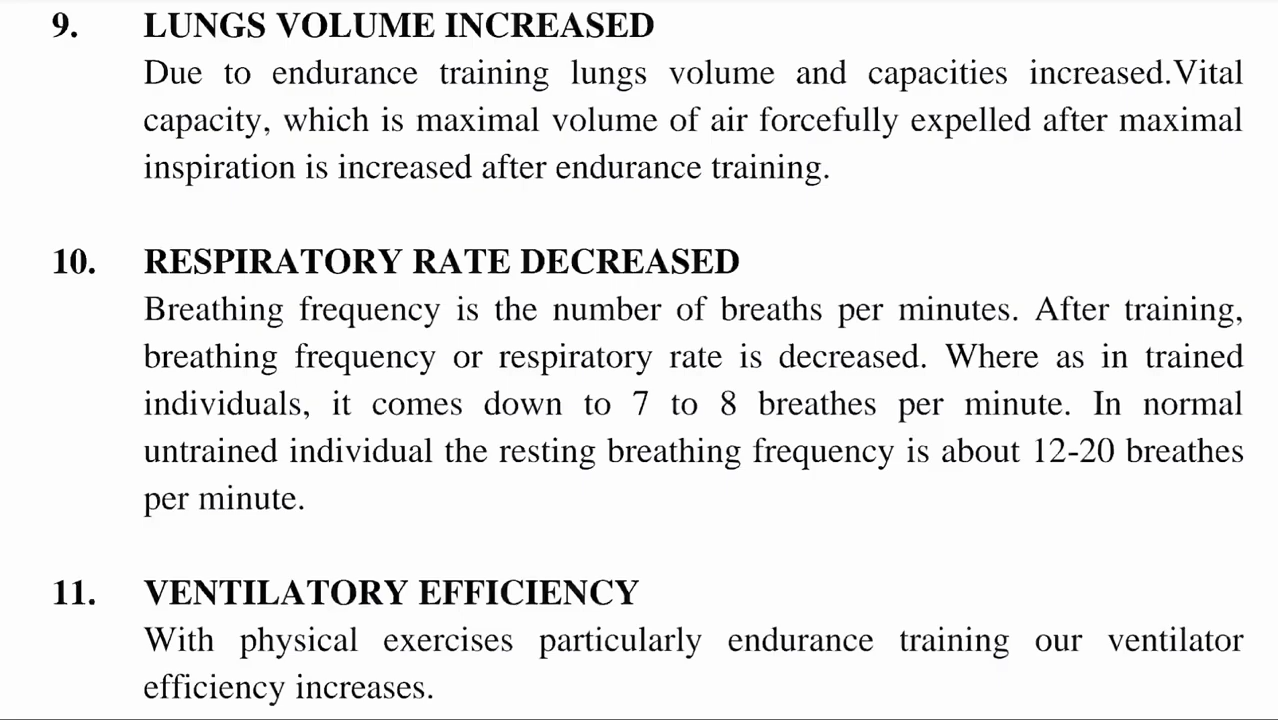 9. LUNGS VOLUME INCREASED
Due to endurance training lungs volume and capacities increased.Vital
capacity, which is maximal volume of air forcefully expelled after maximal
inspiration is increased after endurance training.
10. RESPIRATORY RATE DECREASED
Breathing frequency is the number of breaths per minutes. After training,
breathing frequency or respiratory rate is decreased. Where as in trained
individuals, it comes down to 7 to 8 breathes per minute. In normal
untrained individual the resting breathing frequency is about 12-20 breathes
per minute.
11. VENTILATORY EFFICIENCY
With physical exercises particularly endurance training our ventilator
efficiency increases.